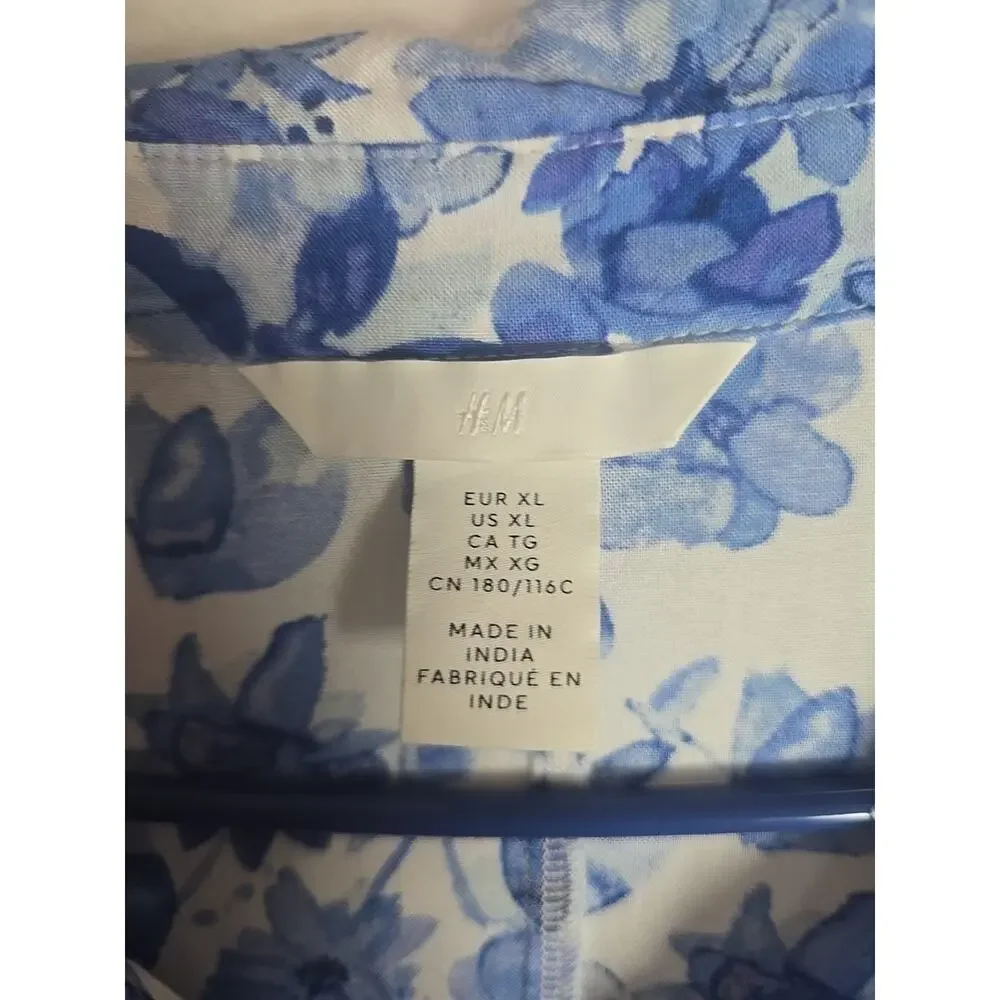 H&M
EUR XL
US XL
CA TG
MX XG
CN 180/116C
MADE IN
INDIA
FABRIQUÉ EN
INDE